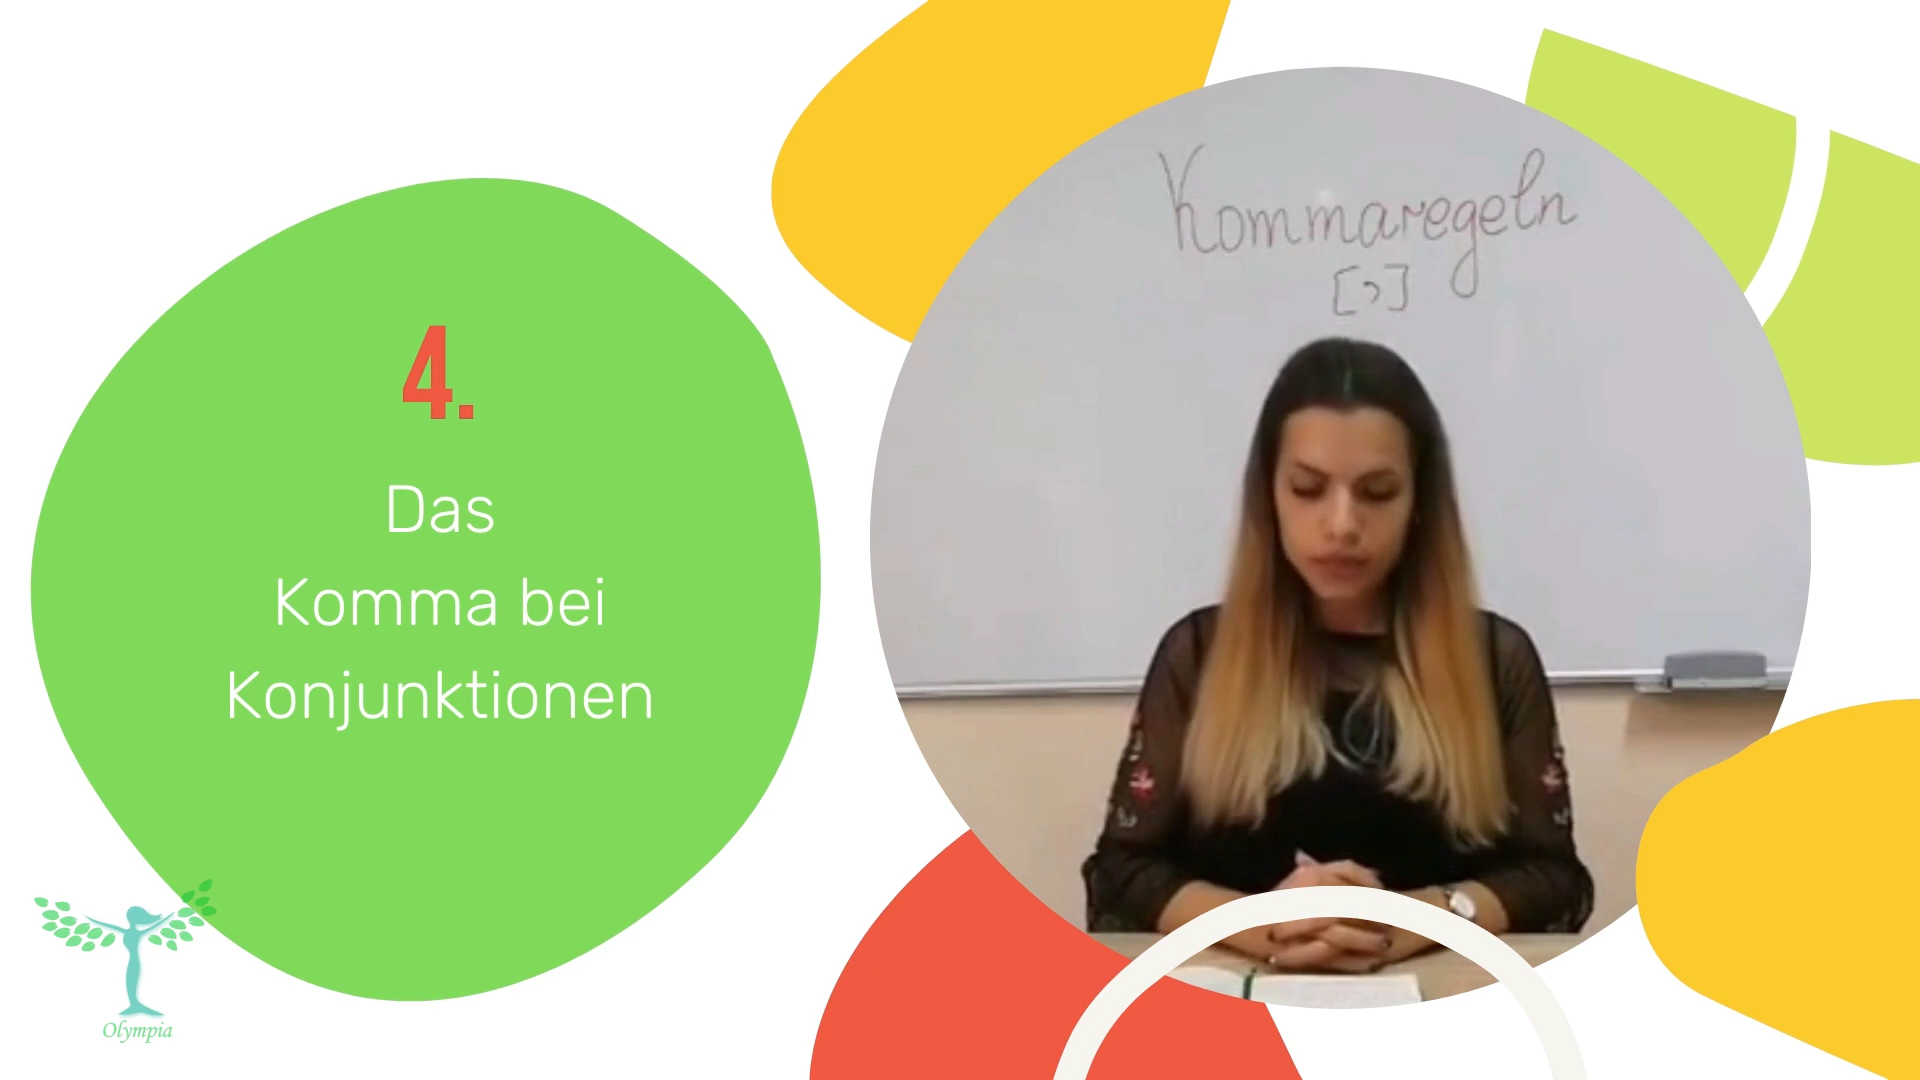 4.
Das
Komma bei
Konjunktionen
Kommaregeln
[,]
Olympia